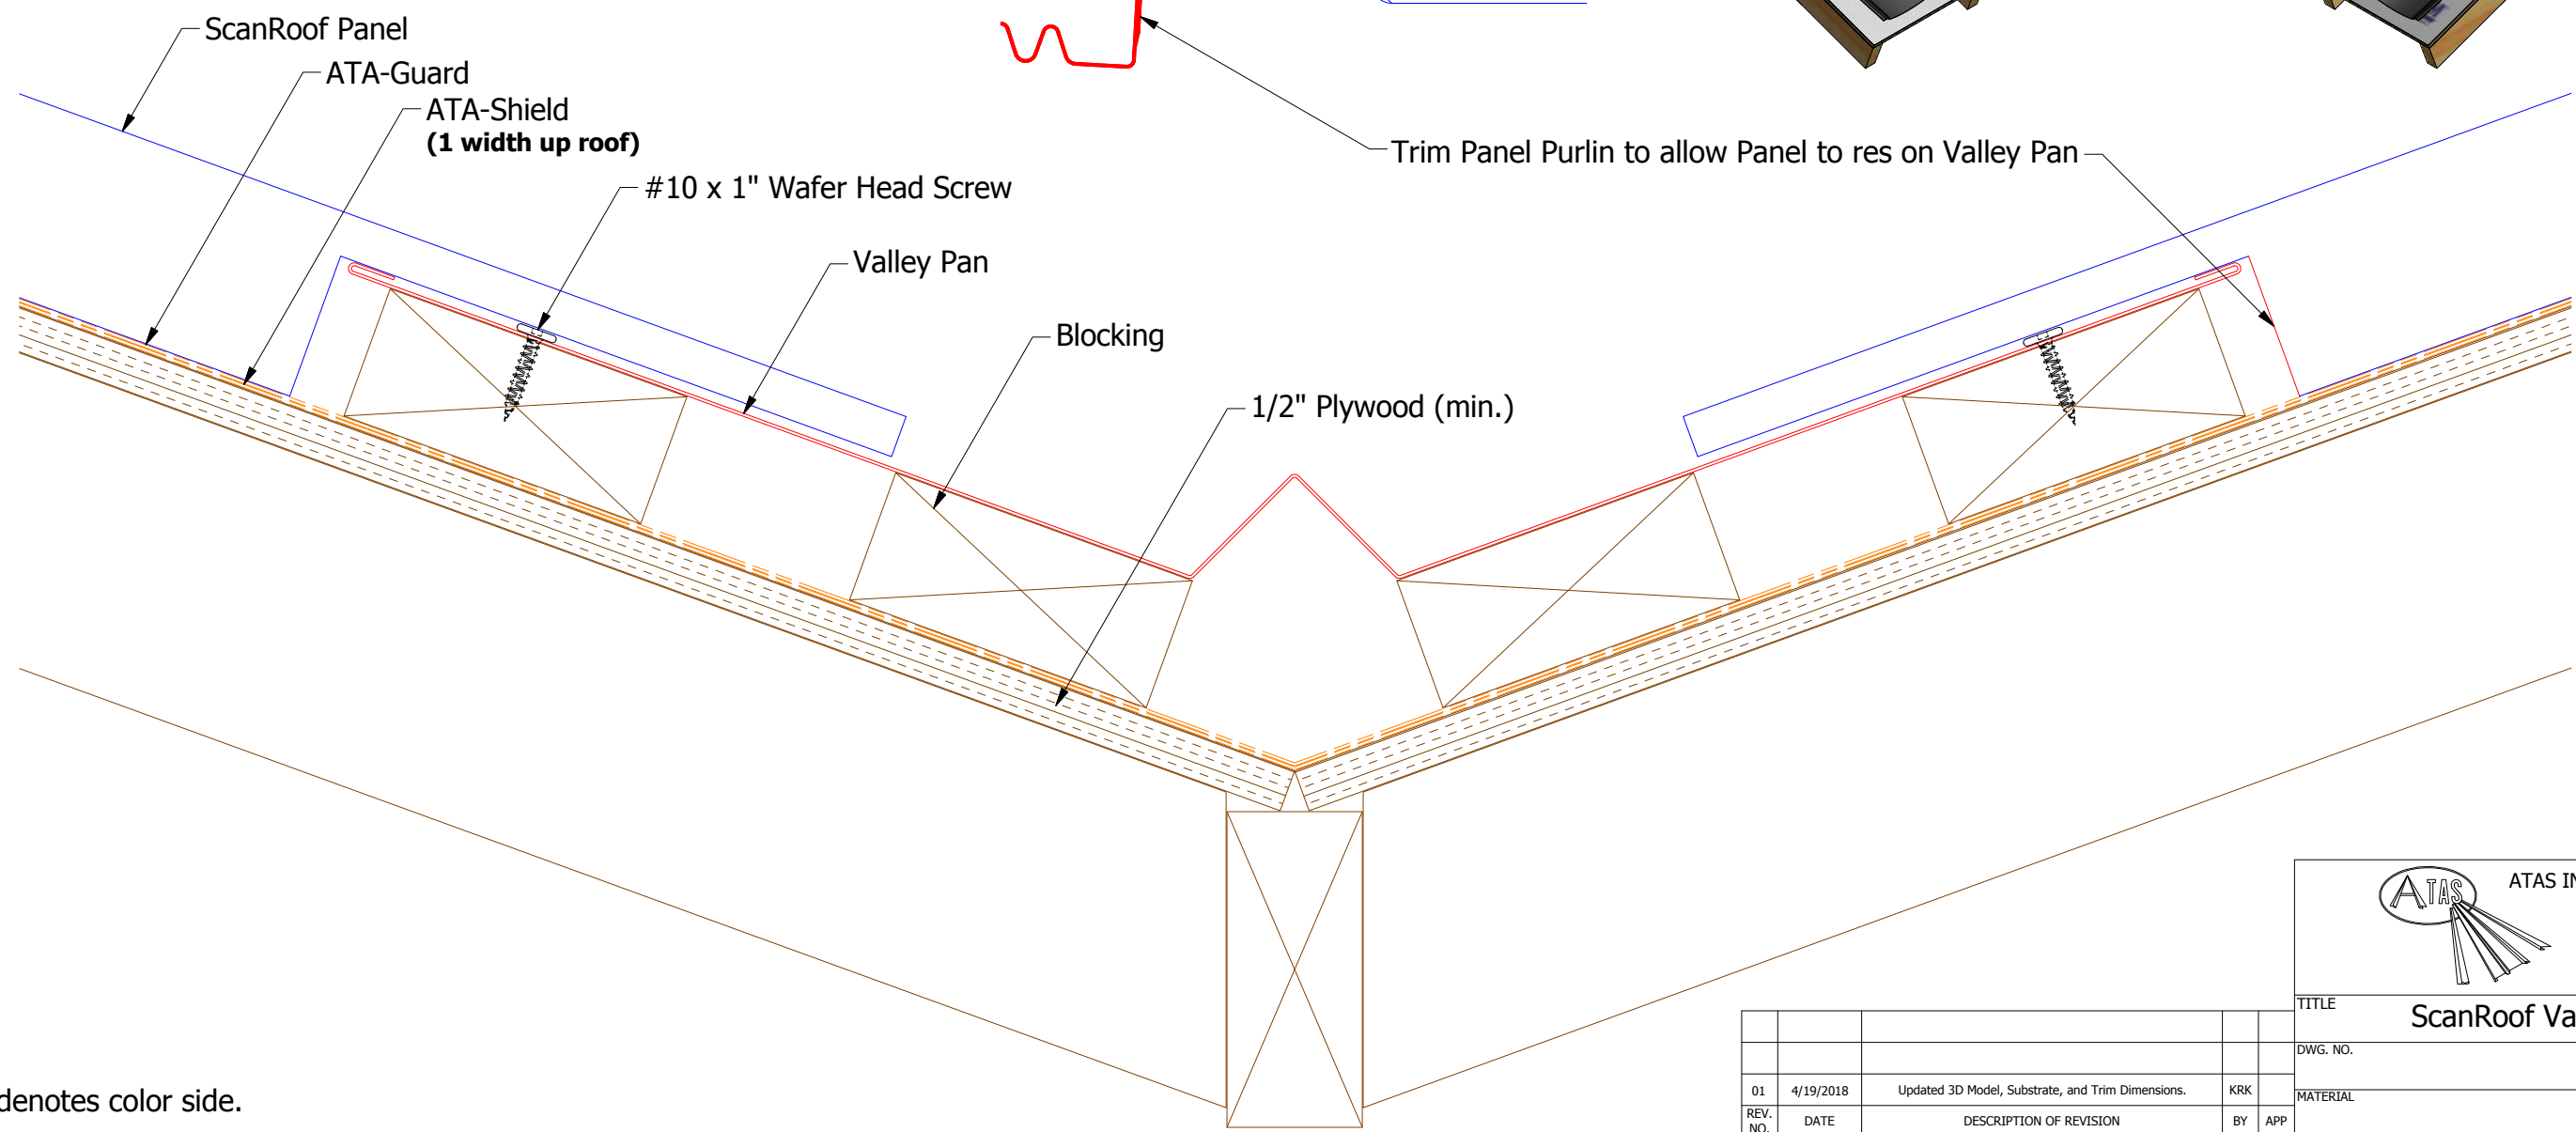 ScanRoof Panel
ATA-Guard
ATA-Shield
(1 width up roof)
#10 x 1" Wafer Head Screw
Valley Pan
Blocking
1/2" Plywood (min.)
Trim Panel Purlin to allow Panel to res on Valley Pan
denotes color side.
ATAS
ATAS IN
TITLE
ScanRoof Va
DWG. NO.
MATERIAL
01 4/19/2018 Updated 3D Model, Substrate, and Trim Dimensions. KRK
REV. NO. DATE DESCRIPTION OF REVISION BY APP